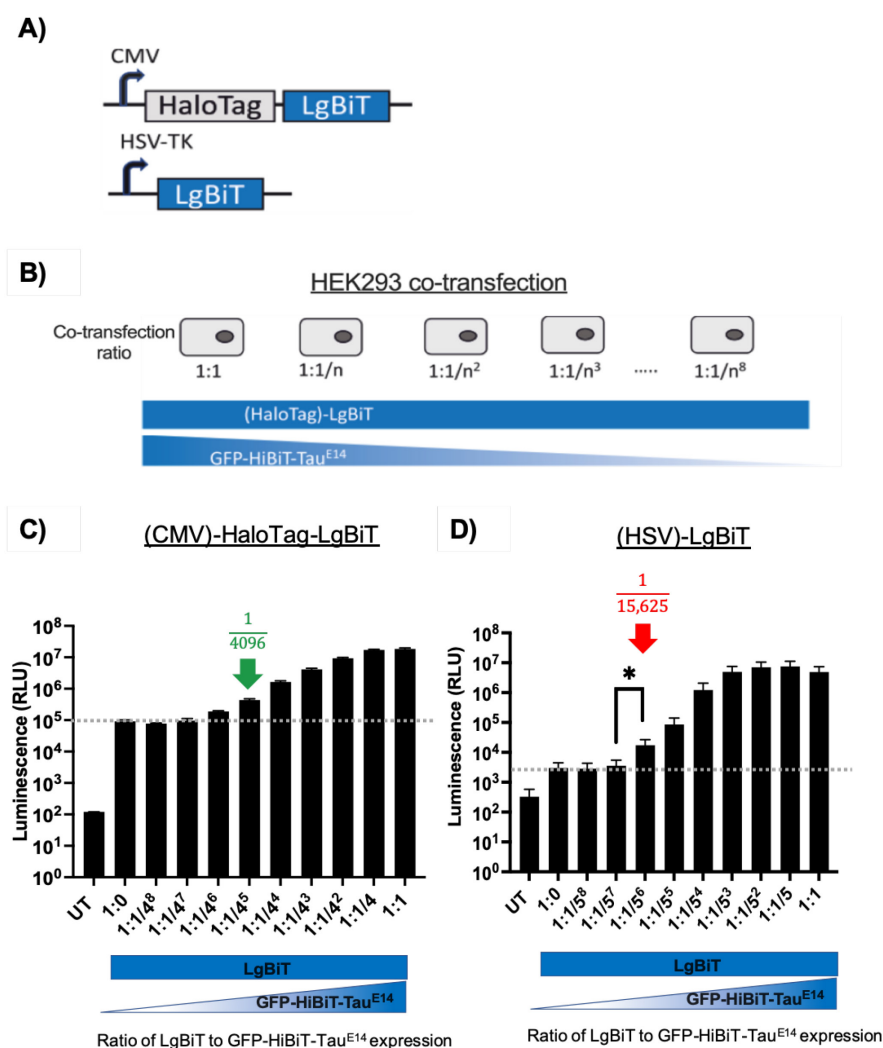 A)
CMV
HaloTag
LgBiT
HSV-TK
LgBiT
B)
HEK293 co-transfection
Co-transfection
ratio
1:1
1:1/n
1:1/n²
1:1/n³
.....
1:1/n⁸
(HaloTag)-LgBiT
GFP-HiBiT-Tauᴱ¹⁴
C)
(CMV)-HaloTag-LgBiT
1
4096
Luminescence (RLU)
10⁸
10⁷
10⁶
10⁵
10⁴
10³
10²
10¹
10⁰
UT
1:0
1:1/4⁸
1:1/4⁷
1:1/4⁶
1:1/4⁵
1:1/4⁴
1:1/4³
1:1/4²
1:1/4
1:1
LgBiT
GFP-HiBiT-Tauᴱ¹⁴
Ratio of LgBiT to GFP-HiBiT-Tauᴱ¹⁴ expression
D)
(HSV)-LgBiT
1
15,625
*
Luminescence (RLU)
10⁸
10⁷
10⁶
10⁵
10⁴
10³
10²
10¹
10⁰
UT
1:0
1:1/5⁸
1:1/5⁷
1:1/5⁶
1:1/5⁵
1:1/5⁴
1:1/5³
1:1/5²
1:1/5
1:1
LgBiT
GFP-HiBiT-Tauᴱ¹⁴
Ratio of LgBiT to GFP-HiBiT-Tauᴱ¹⁴ expression